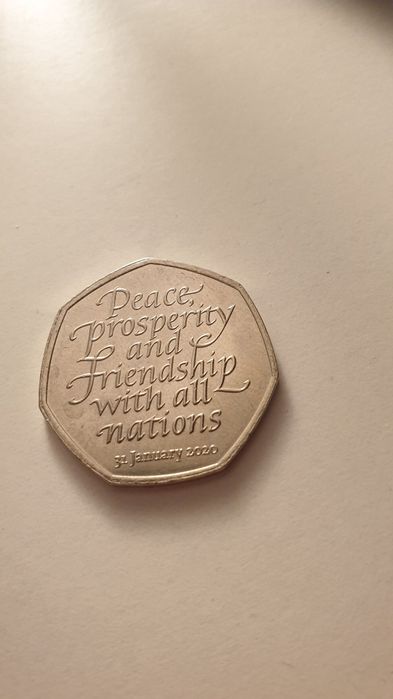 Peace,
prosperity
and
friendship
with all
nations
31 January 2020